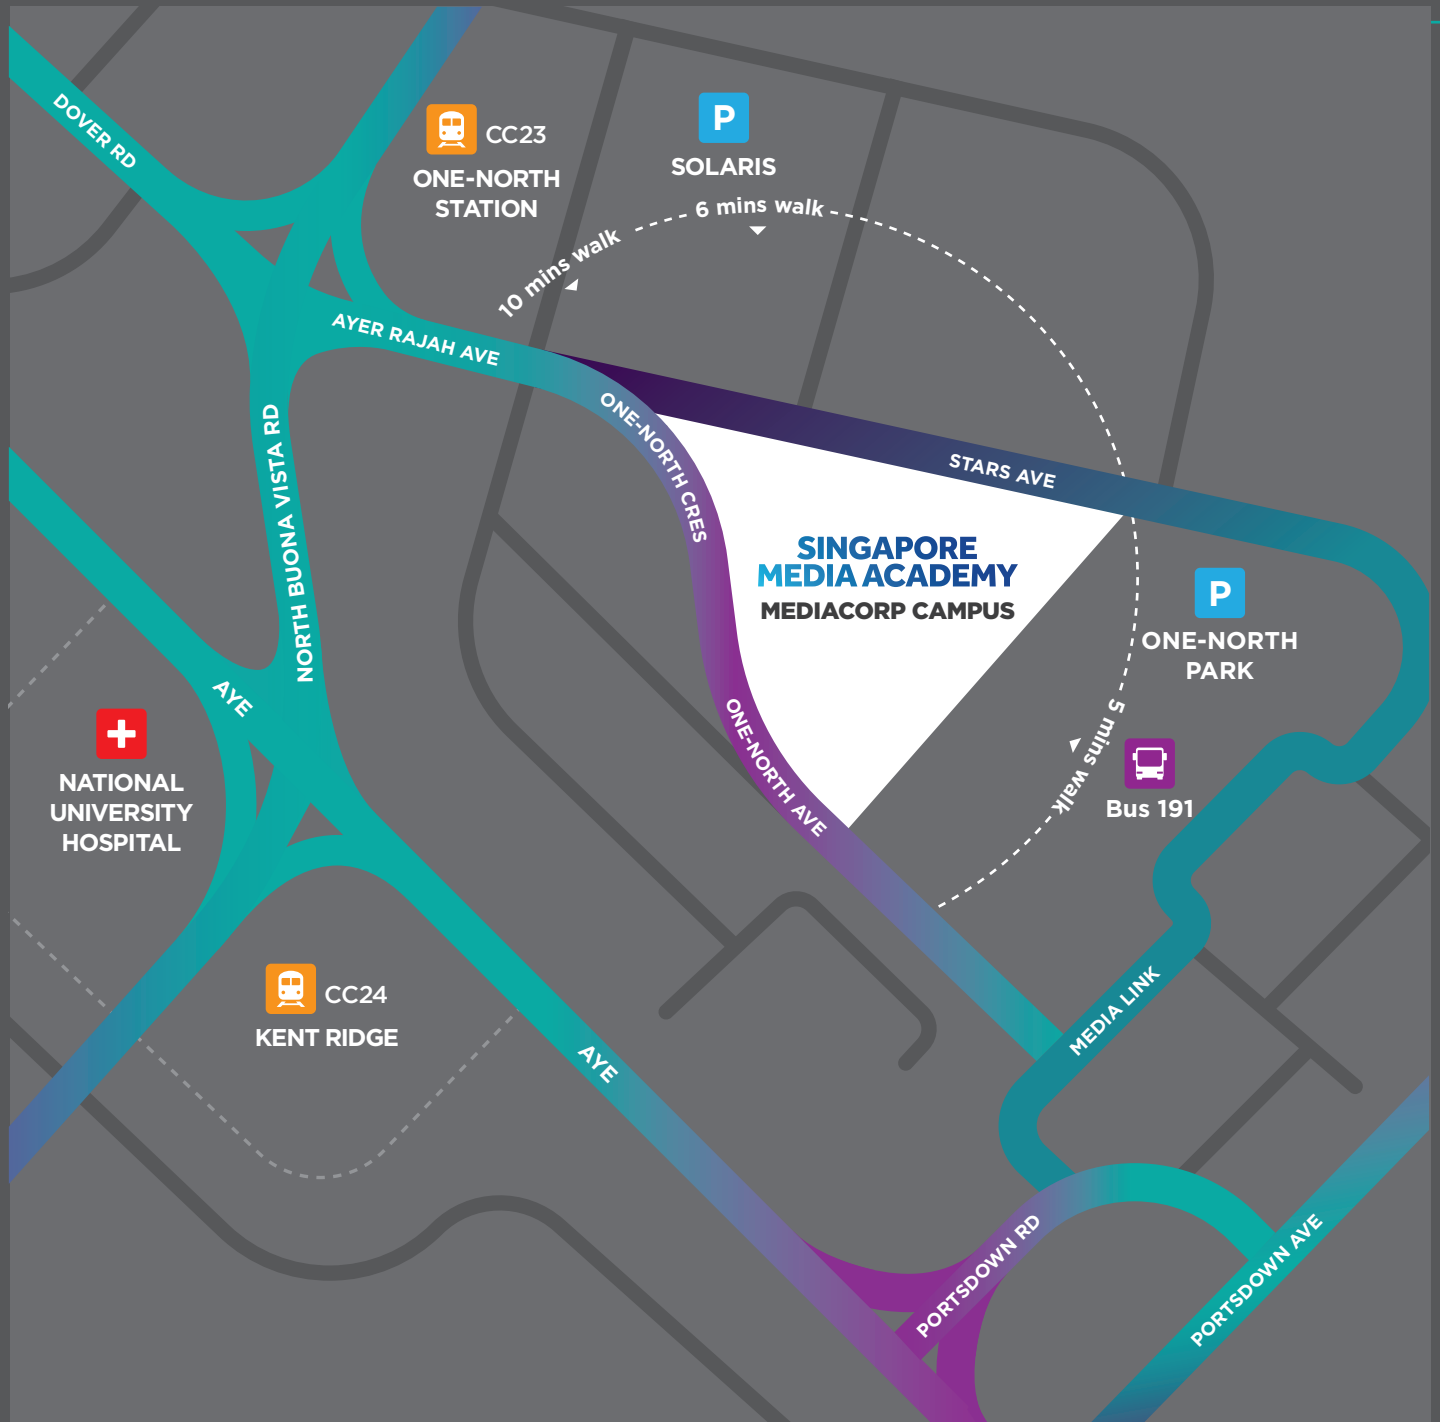 DOVER RD
CC23
ONE-NORTH
STATION
P
SOLARIS
6 mins walk
10 mins walk
AYER RAJAH AVE
ONE-NORTH CRES
STARS AVE
NORTH BUONA VISTA RD
SINGAPORE
MEDIA ACADEMY
MEDIACORP CAMPUS
P
ONE-NORTH
PARK
AYE
ONE-NORTH AVE
5 mins walk
Bus 191
NATIONAL
UNIVERSITY
HOSPITAL
CC24
KENT RIDGE
MEDIA LINK
AYE
PORTSDOWN RD
PORTSDOWN AVE